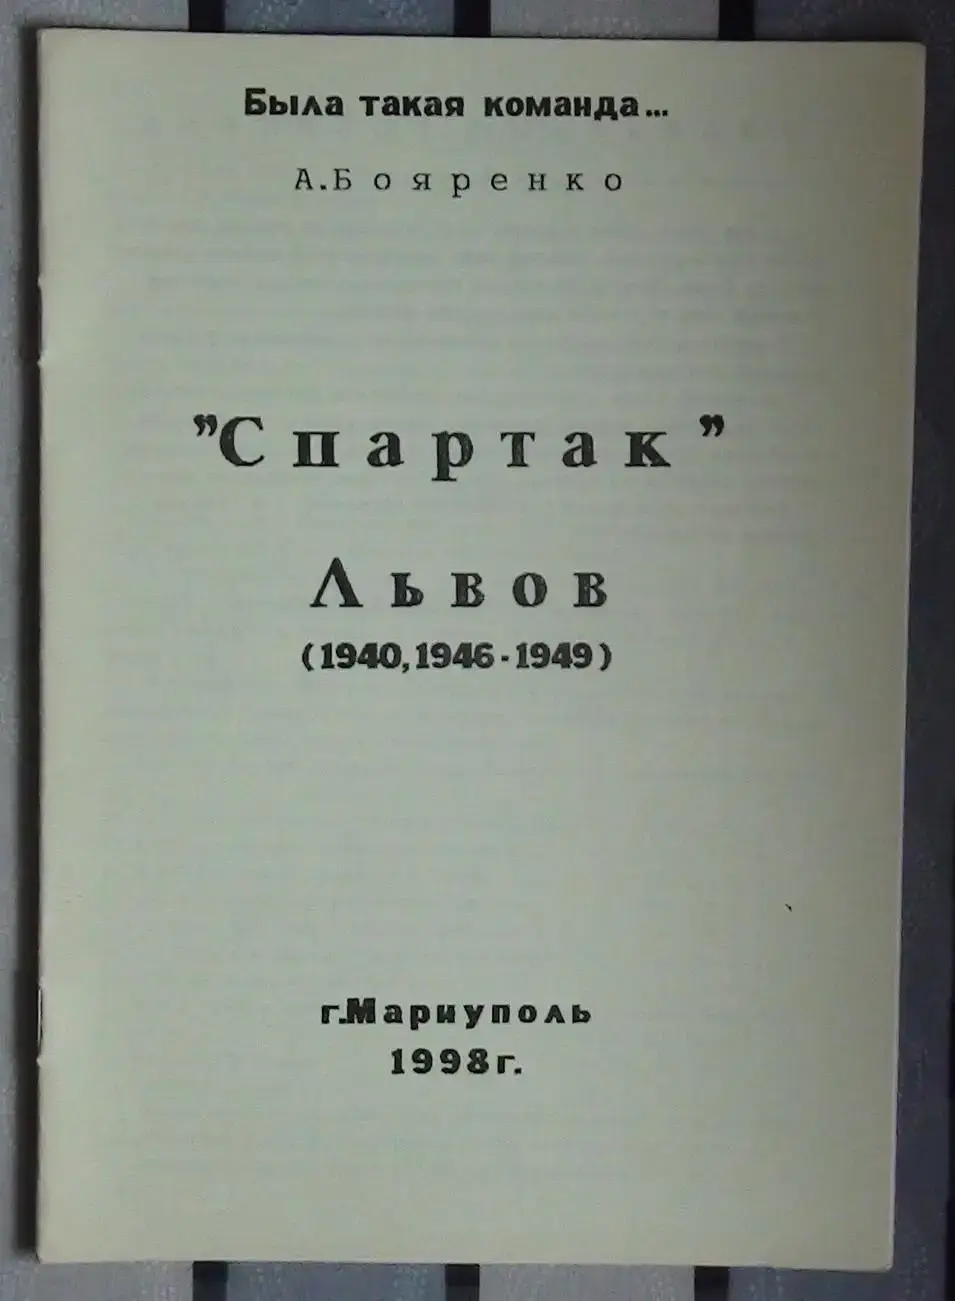 Была такая команда...
А.Бояренко
"Спартак"
Львов
(1940,1946-1949)
г.Мариуполь
1998г.